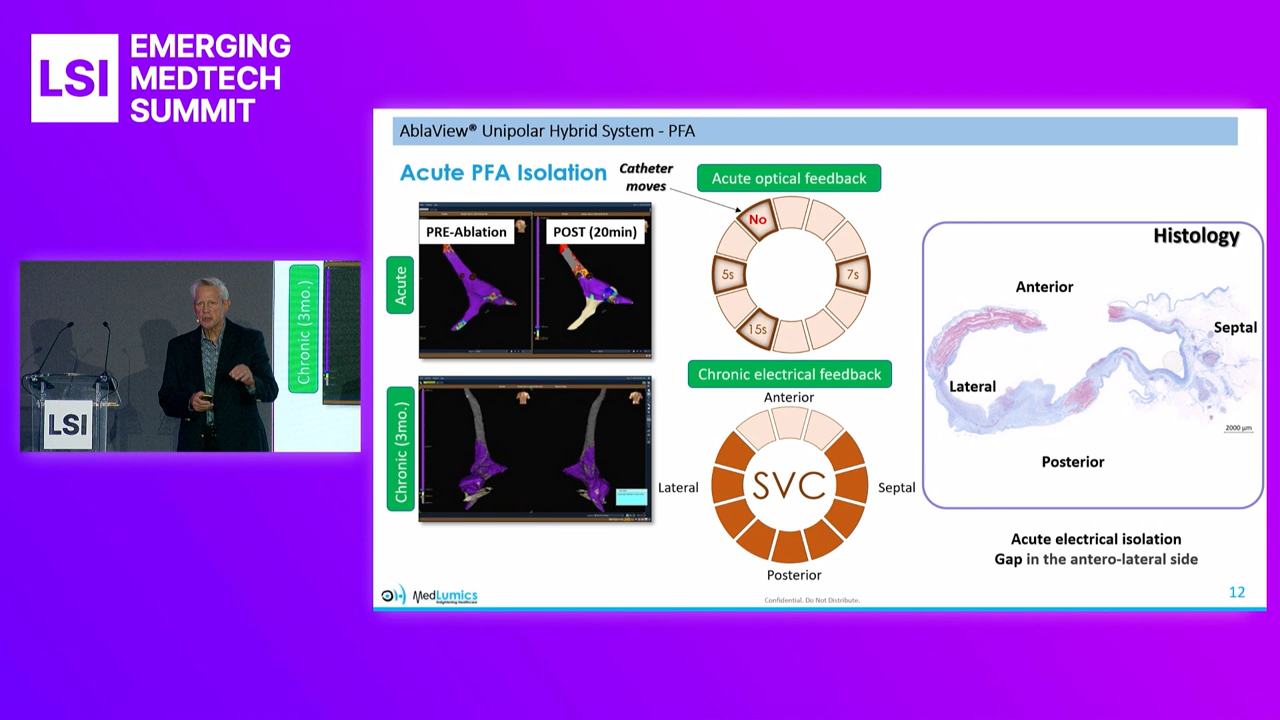 LSI
EMERGING
MEDTECH
SUMMIT
AblaView® Unipolar Hybrid System - PFA
Acute PFA Isolation
Catheter
moves
Acute optical feedback
PRE-Ablation
POST (20min)
Acute
No
5s
7s
15s
Histology
Anterior
Septal
Lateral
Posterior
2000 µm
Chronic (3mo.)
LSI
Chronic electrical feedback
Chronic (3mo.)
Anterior
Lateral
SVC
Septal
Posterior
Acute electrical isolation
Gap in the antero-lateral side
MedLumics
Enlightening Healthcare
Confidential. Do Not Distribute.
12